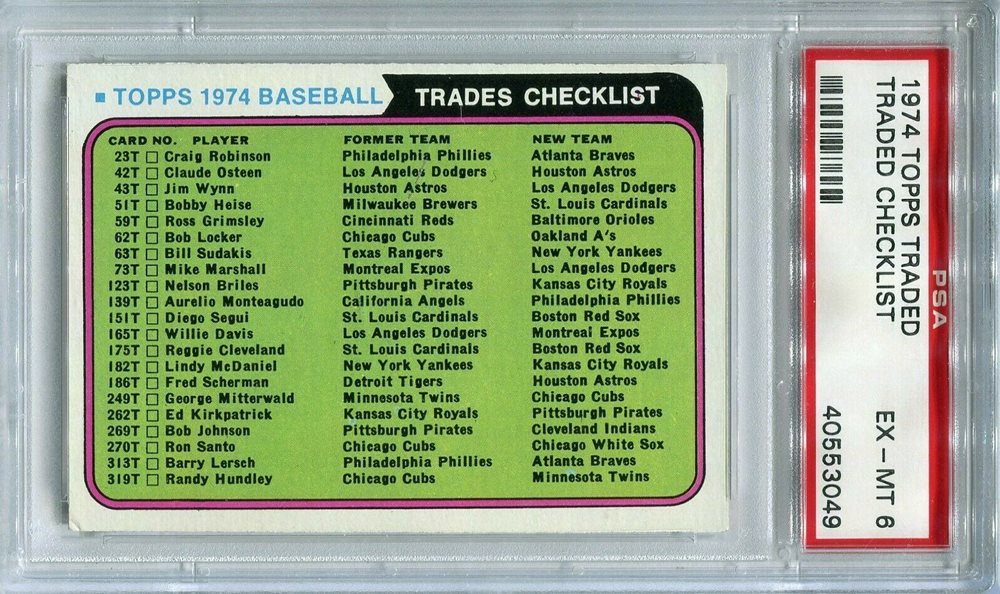 TOPPS 1974 BASEBALL TRADES CHECKLIST
CARD NO. PLAYER FORMER TEAM NEW TEAM
23T Craig Robinson Philadelphia Phillies Atlanta Braves
42T Claude Osteen Los Angeles Dodgers Houston Astros
43T Jim Wynn Houston Astros Los Angeles Dodgers
51T Bobby Heise Milwaukee Brewers St. Louis Cardinals
59T Ross Grimsley Cincinnati Reds Baltimore Orioles
62T Bob Locker Chicago Cubs Oakland A's
63T Bill Sudakis Texas Rangers New York Yankees
73T Mike Marshall Montreal Expos Los Angeles Dodgers
123T Nelson Briles Pittsburgh Pirates Kansas City Royals
139T Aurelio Monteagudo California Angels Philadelphia Phillies
151T Diego Segui St. Louis Cardinals Boston Red Sox
165T Willie Davis Los Angeles Dodgers Montreal Expos
175T Reggie Cleveland St. Louis Cardinals Boston Red Sox
182T Lindy McDaniel New York Yankees Kansas City Royals
186T Fred Scherman Detroit Tigers Houston Astros
249T George Mitterwald Minnesota Twins Chicago Cubs
262T Ed Kirkpatrick Kansas City Royals Pittsburgh Pirates
269T Bob Johnson Pittsburgh Pirates Cleveland Indians
270T Ron Santo Chicago Cubs Chicago White Sox
313T Barry Lersch Philadelphia Phillies Atlanta Braves
319T Randy Hundley Chicago Cubs Minnesota Twins
PSA
1974 TOPPS TRADED EX - MT 6
TRADED CHECKLIST 40553049